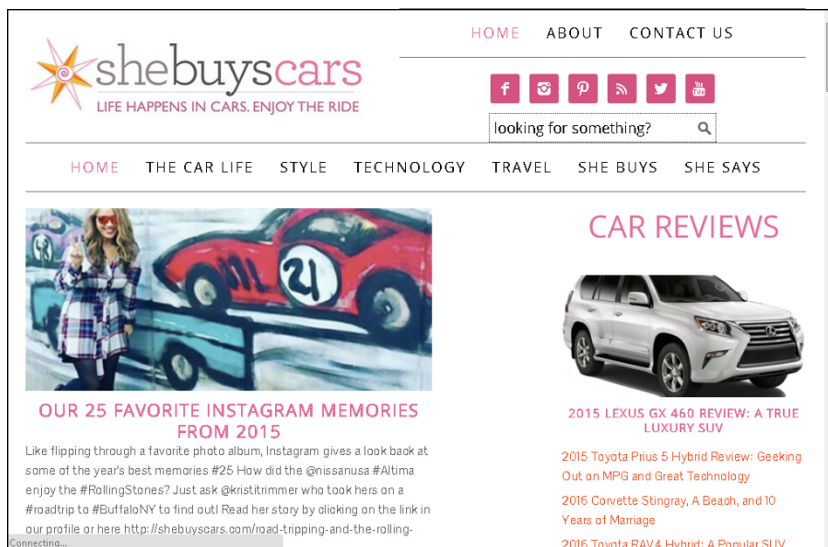 HOME ABOUT CONTACT US
shebuyscars
LIFE HAPPENS IN CARS. ENJOY THE RIDE
looking for something?
HOME THE CAR LIFE STYLE TECHNOLOGY TRAVEL SHE BUYS SHE SAYS
21
OUR 25 FAVORITE INSTAGRAM MEMORIES
FROM 2015
Like flipping through a favorite photo album, Instagram gives a look back at
some of the year's best memories #25 How did the @nissanusa #Altima
enjoy the #RollingStones? Just ask @kristitrimmer who took hers on a
#roadtrip to #BuffaloNY to find out! Read her story by clicking on the link in
our profile or here http://shebuyscars.com/road-tripping-and-the-rolling-
Connecting...
CAR REVIEWS
2015 LEXUS GX 460 REVIEW: A TRUE
LUXURY SUV
2015 Toyota Prius 5 Hybrid Review: Geeking
Out on MPG and Great Technology
2016 Corvette Stingray, A Beach, and 10
Years of Marriage
2016 Toyota RAV4 Hybrid: A Popular SUV